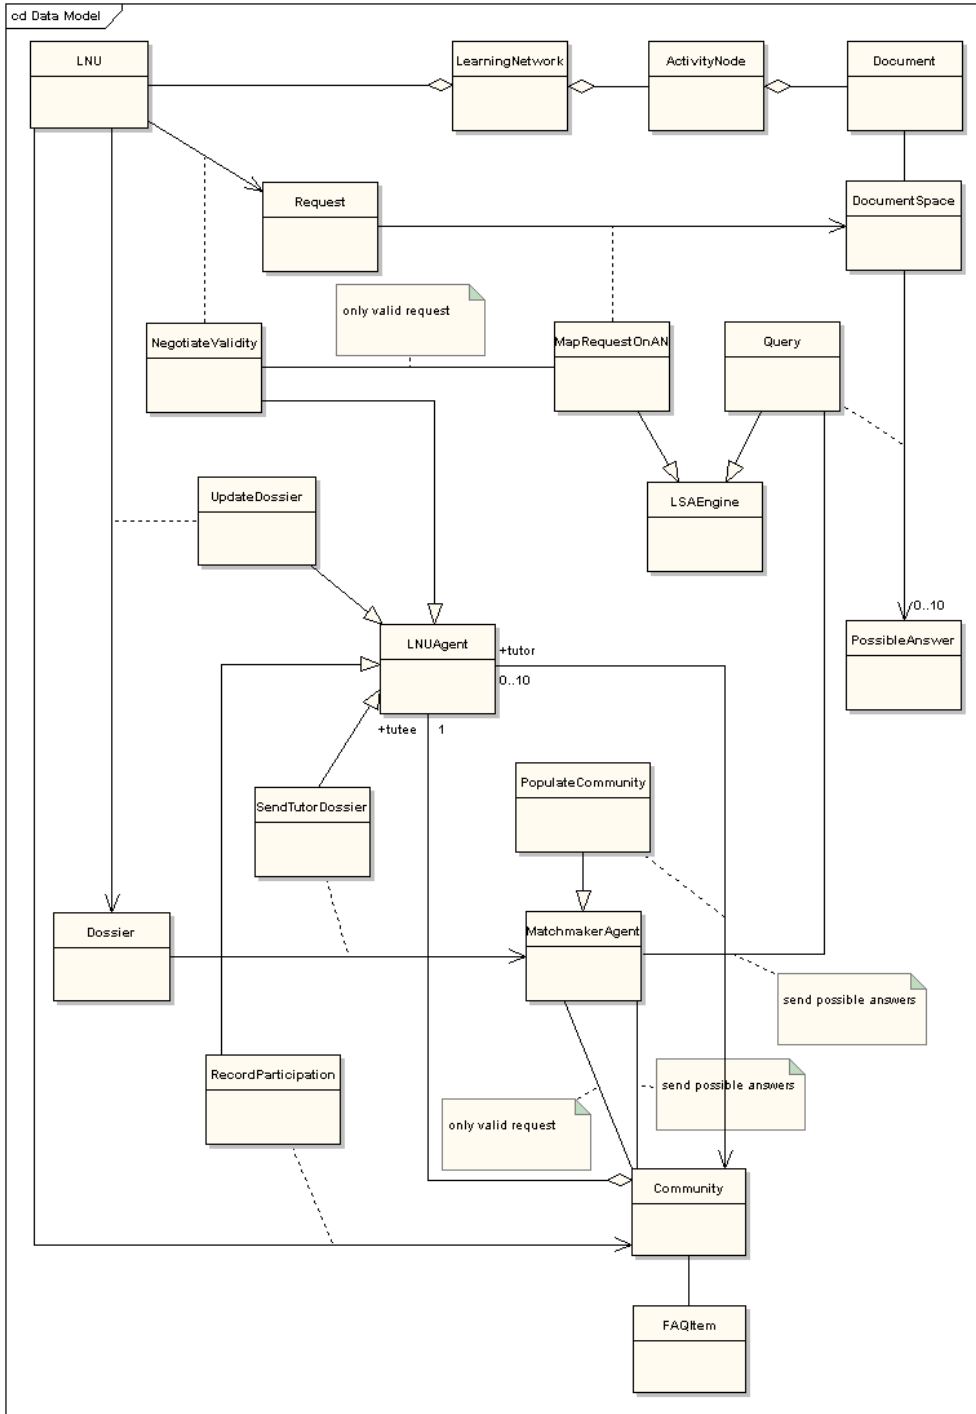 cd Data Model
LNU
LearningNetwork
ActivityNode
Document
Request
DocumentSpace
only valid request
NegotiateValidity
MapRequestOnAN
Query
UpdateDossier
LSAEngine
0..10
LNUAgent
+tutor
PossibleAnswer
0..10
+tutee
1
PopulateCommunity
SendTutorDossier
Dossier
MatchmakerAgent
send possible answers
RecordParticipation
send possible answers
only valid request
Community
FAQItem